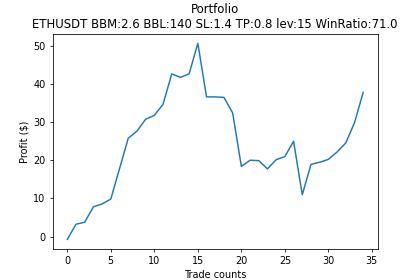 Portfolio
ETHUSDT BBM:2.6 BBL:140 SL:1.4 TP:0.8 lev:15 WinRatio:71.0
50
40
30
20
10
0
Profit ($)
0 5 10 15 20 25 30 35
Trade counts